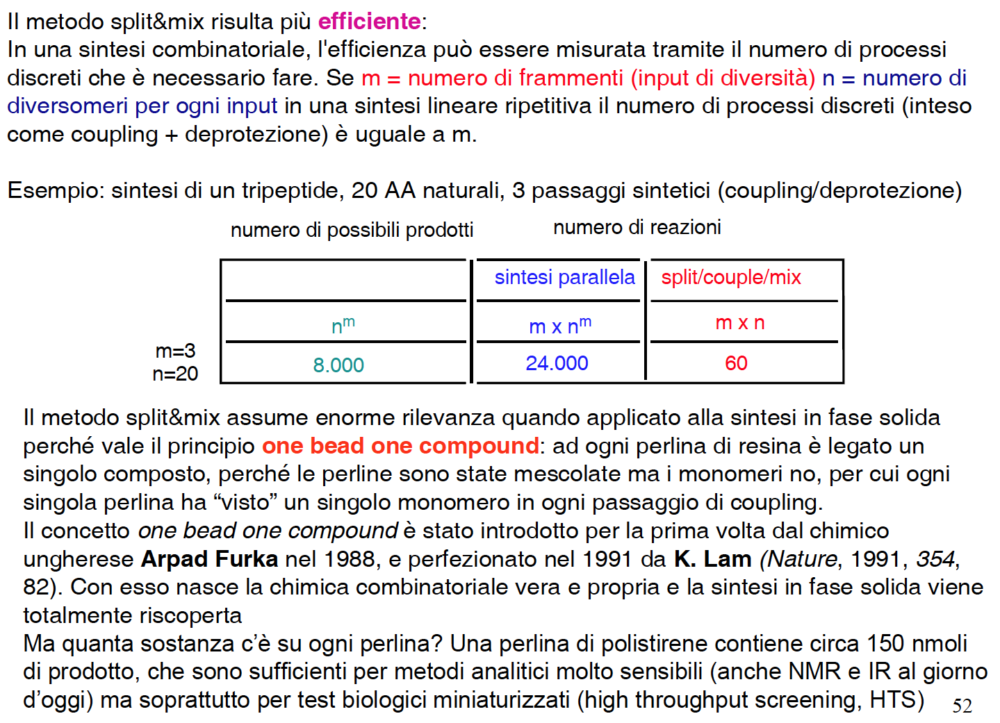 Il metodo split&mix risulta più efficiente:
In una sintesi combinatoriale, l'efficienza può essere misurata tramite il numero di processi
discreti che è necessario fare. Se m = numero di frammenti (input di diversità) n = numero di
diversomeri per ogni input in una sintesi lineare ripetitiva il numero di processi discreti (inteso
come coupling + deprotezione) è uguale a m.
Esempio: sintesi di un tripeptide, 20 AA naturali, 3 passaggi sintetici (coupling/deprotezione)
numero di possibili prodotti numero di reazioni
sintesi parallela split/couple/mix
nᵐ m x nᵐ m x n
m=3
n=20
8.000 24.000 60
Il metodo split&mix assume enorme rilevanza quando applicato alla sintesi in fase solida
perché vale il principio one bead one compound: ad ogni perlina di resina è legato un
singolo composto, perché le perline sono state mescolate ma i monomeri no, per cui ogni
singola perlina ha “visto” un singolo monomero in ogni passaggio di coupling.
Il concetto one bead one compound è stato introdotto per la prima volta dal chimico
ungherese Arpad Furka nel 1988, e perfezionato nel 1991 da K. Lam (Nature, 1991, 354,
82). Con esso nasce la chimica combinatoriale vera e propria e la sintesi in fase solida viene
totalmente riscoperta
Ma quanta sostanza c’è su ogni perlina? Una perlina di polistirene contiene circa 150 nmoli
di prodotto, che sono sufficienti per metodi analitici molto sensibili (anche NMR e IR al giorno
d’oggi) ma soprattutto per test biologici miniaturizzati (high throughput screening, HTS)
52